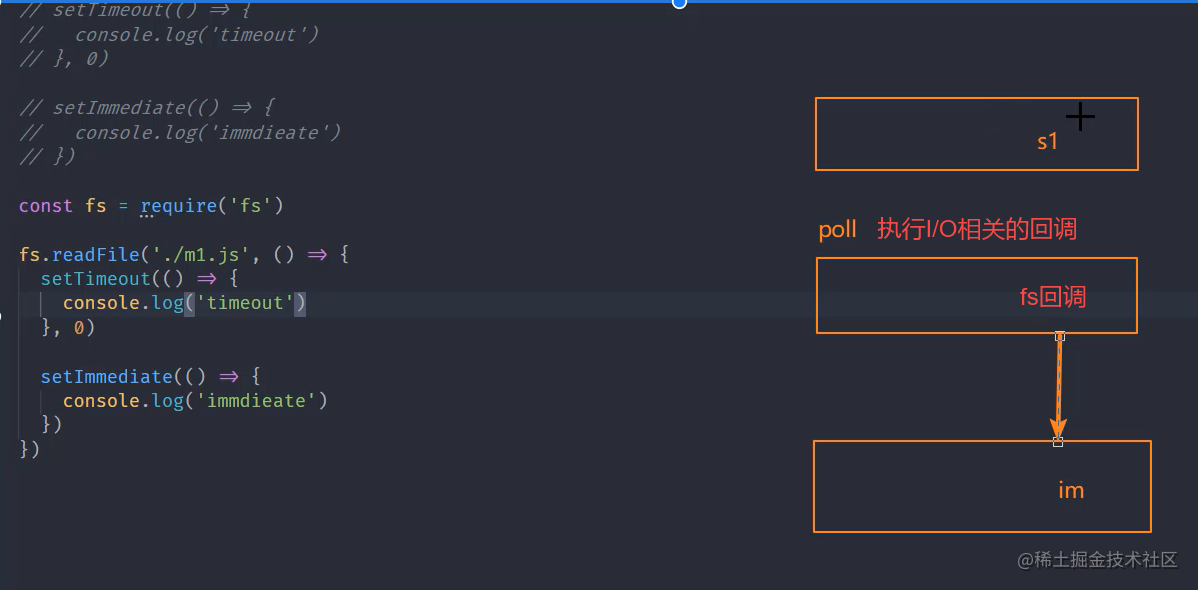 // setTimeout(() => {
//   console.log('timeout')
// }, 0)
// setImmediate(() => {
//   console.log('immdieate')
// })
const fs = require('fs')
fs.readFile('./m1.js', () => {
  setTimeout(() => {
    console.log('timeout')
  }, 0)
  setImmediate(() => {
    console.log('immdieate')
  })
})
s1
poll 执行I/O相关的回调
fs回调
im
@稀土掘金技术社区